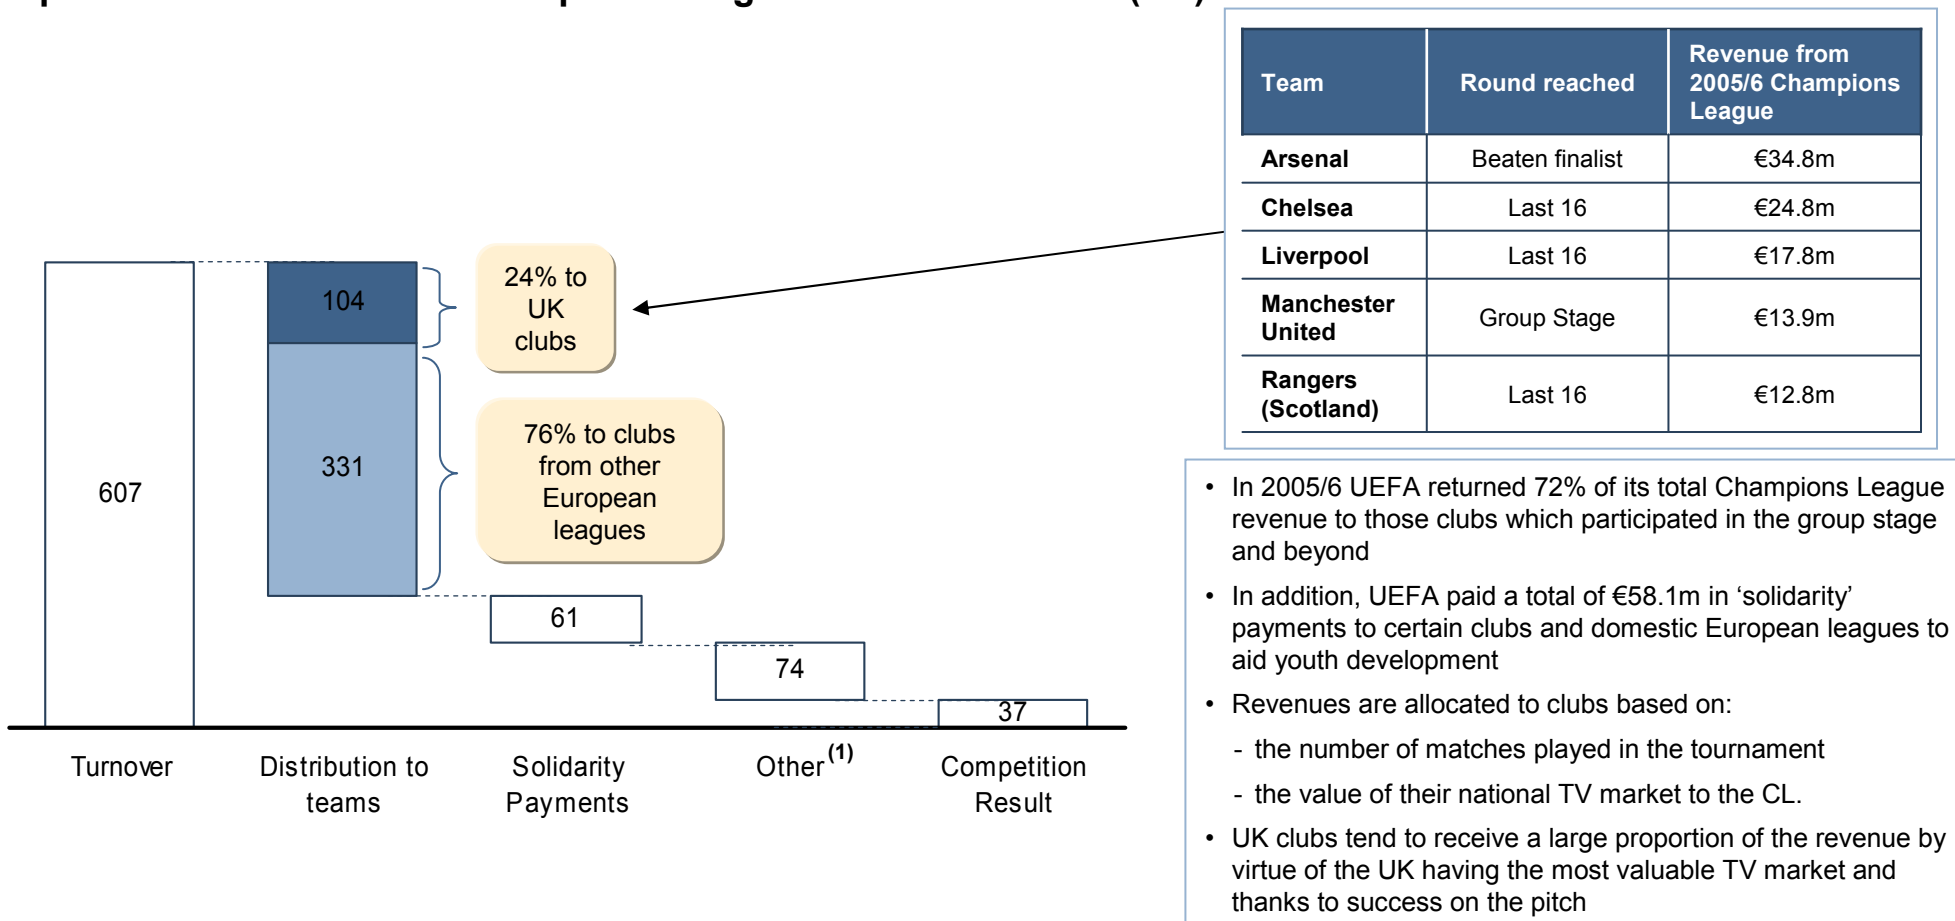 Team
Round reached
Revenue from
2005/6 Champions
League
Arsenal
Beaten finalist
€34.8m
Chelsea
Last 16
€24.8m
Liverpool
Last 16
€17.8m
Manchester
United
Group Stage
€13.9m
Rangers
(Scotland)
Last 16
€12.8m
607
104
331
24% to
UK
clubs
76% to clubs
from other
European
leagues
61
74
37
Turnover
Distribution to
teams
Solidarity
Payments
Other (1)
Competition
Result
• In 2005/6 UEFA returned 72% of its total Champions League
revenue to those clubs which participated in the group stage
and beyond
• In addition, UEFA paid a total of €58.1m in ‘solidarity’
payments to certain clubs and domestic European leagues to
aid youth development
• Revenues are allocated to clubs based on:
- the number of matches played in the tournament
- the value of their national TV market to the CL.
• UK clubs tend to receive a large proportion of the revenue by
virtue of the UK having the most valuable TV market and
thanks to success on the pitch